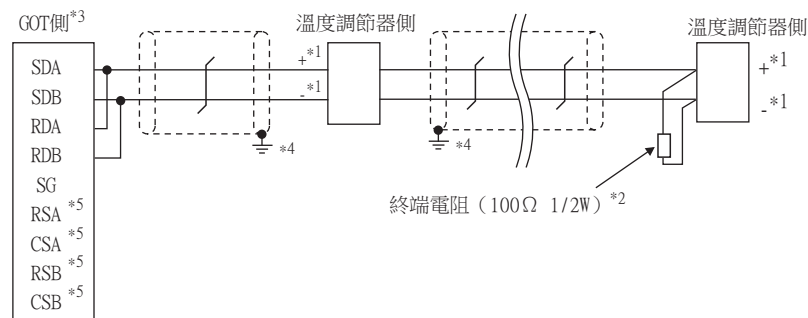 GOT側*3
溫度調節器側
溫度調節器側
SDA
+*1
+*1
SDB
-*1
-*1
RDA
RDB
*4
*4
SG
終端電阻（100Ω 1/2W）*2
RSA *5
CSA *5
RSB *5
CSB *5